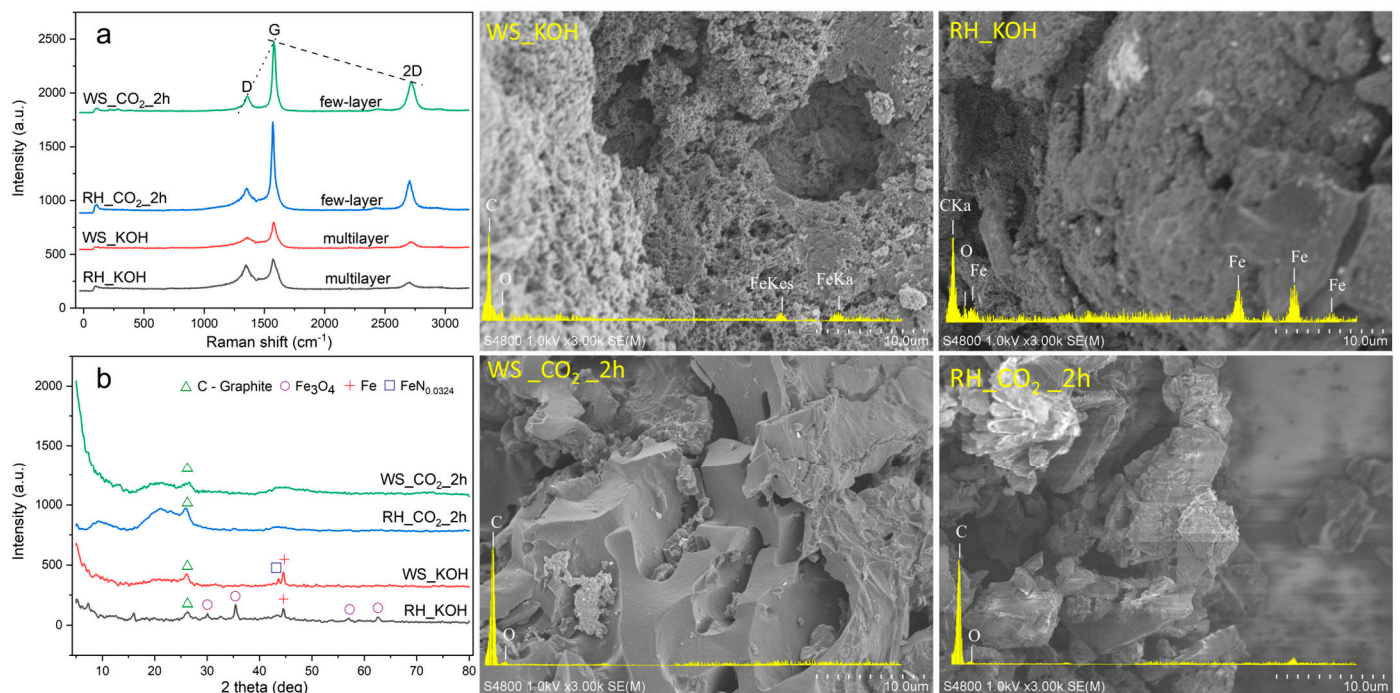 a
Intensity (a.u.)
2500
2000
1500
1000
500
0
G
D
2D
WS_CO₂_2h
few-layer
RH_CO₂_2h
few-layer
WS_KOH
multilayer
RH_KOH
multilayer
0 500 1000 1500 2000 2500 3000
Raman shift (cm⁻¹)
WS_KOH
C
O
FeKes
FeKa
S4800 1.0kV x3.00k SE(M)
10.0um
RH_KOH
CKa
O
Fe
Fe
Fe
Fe
S4800 1.0kV x3.00k SE(M)
10.0um
b
Intensity (a.u.)
2000
1500
1000
500
0
C - Graphite
Fe₃O₄
Fe
FeN₀.₀₃₂₄
WS_CO₂_2h
RH_CO₂_2h
WS_KOH
RH_KOH
10 20 30 40 50 60 70 80
2 theta (deg)
WS_CO₂_2h
C
O
S4800 1.0kV x3.00k SE(M)
10.0um
RH_CO₂_2h
C
O
S4800 1.0kV x3.00k SE(M)
10.0um